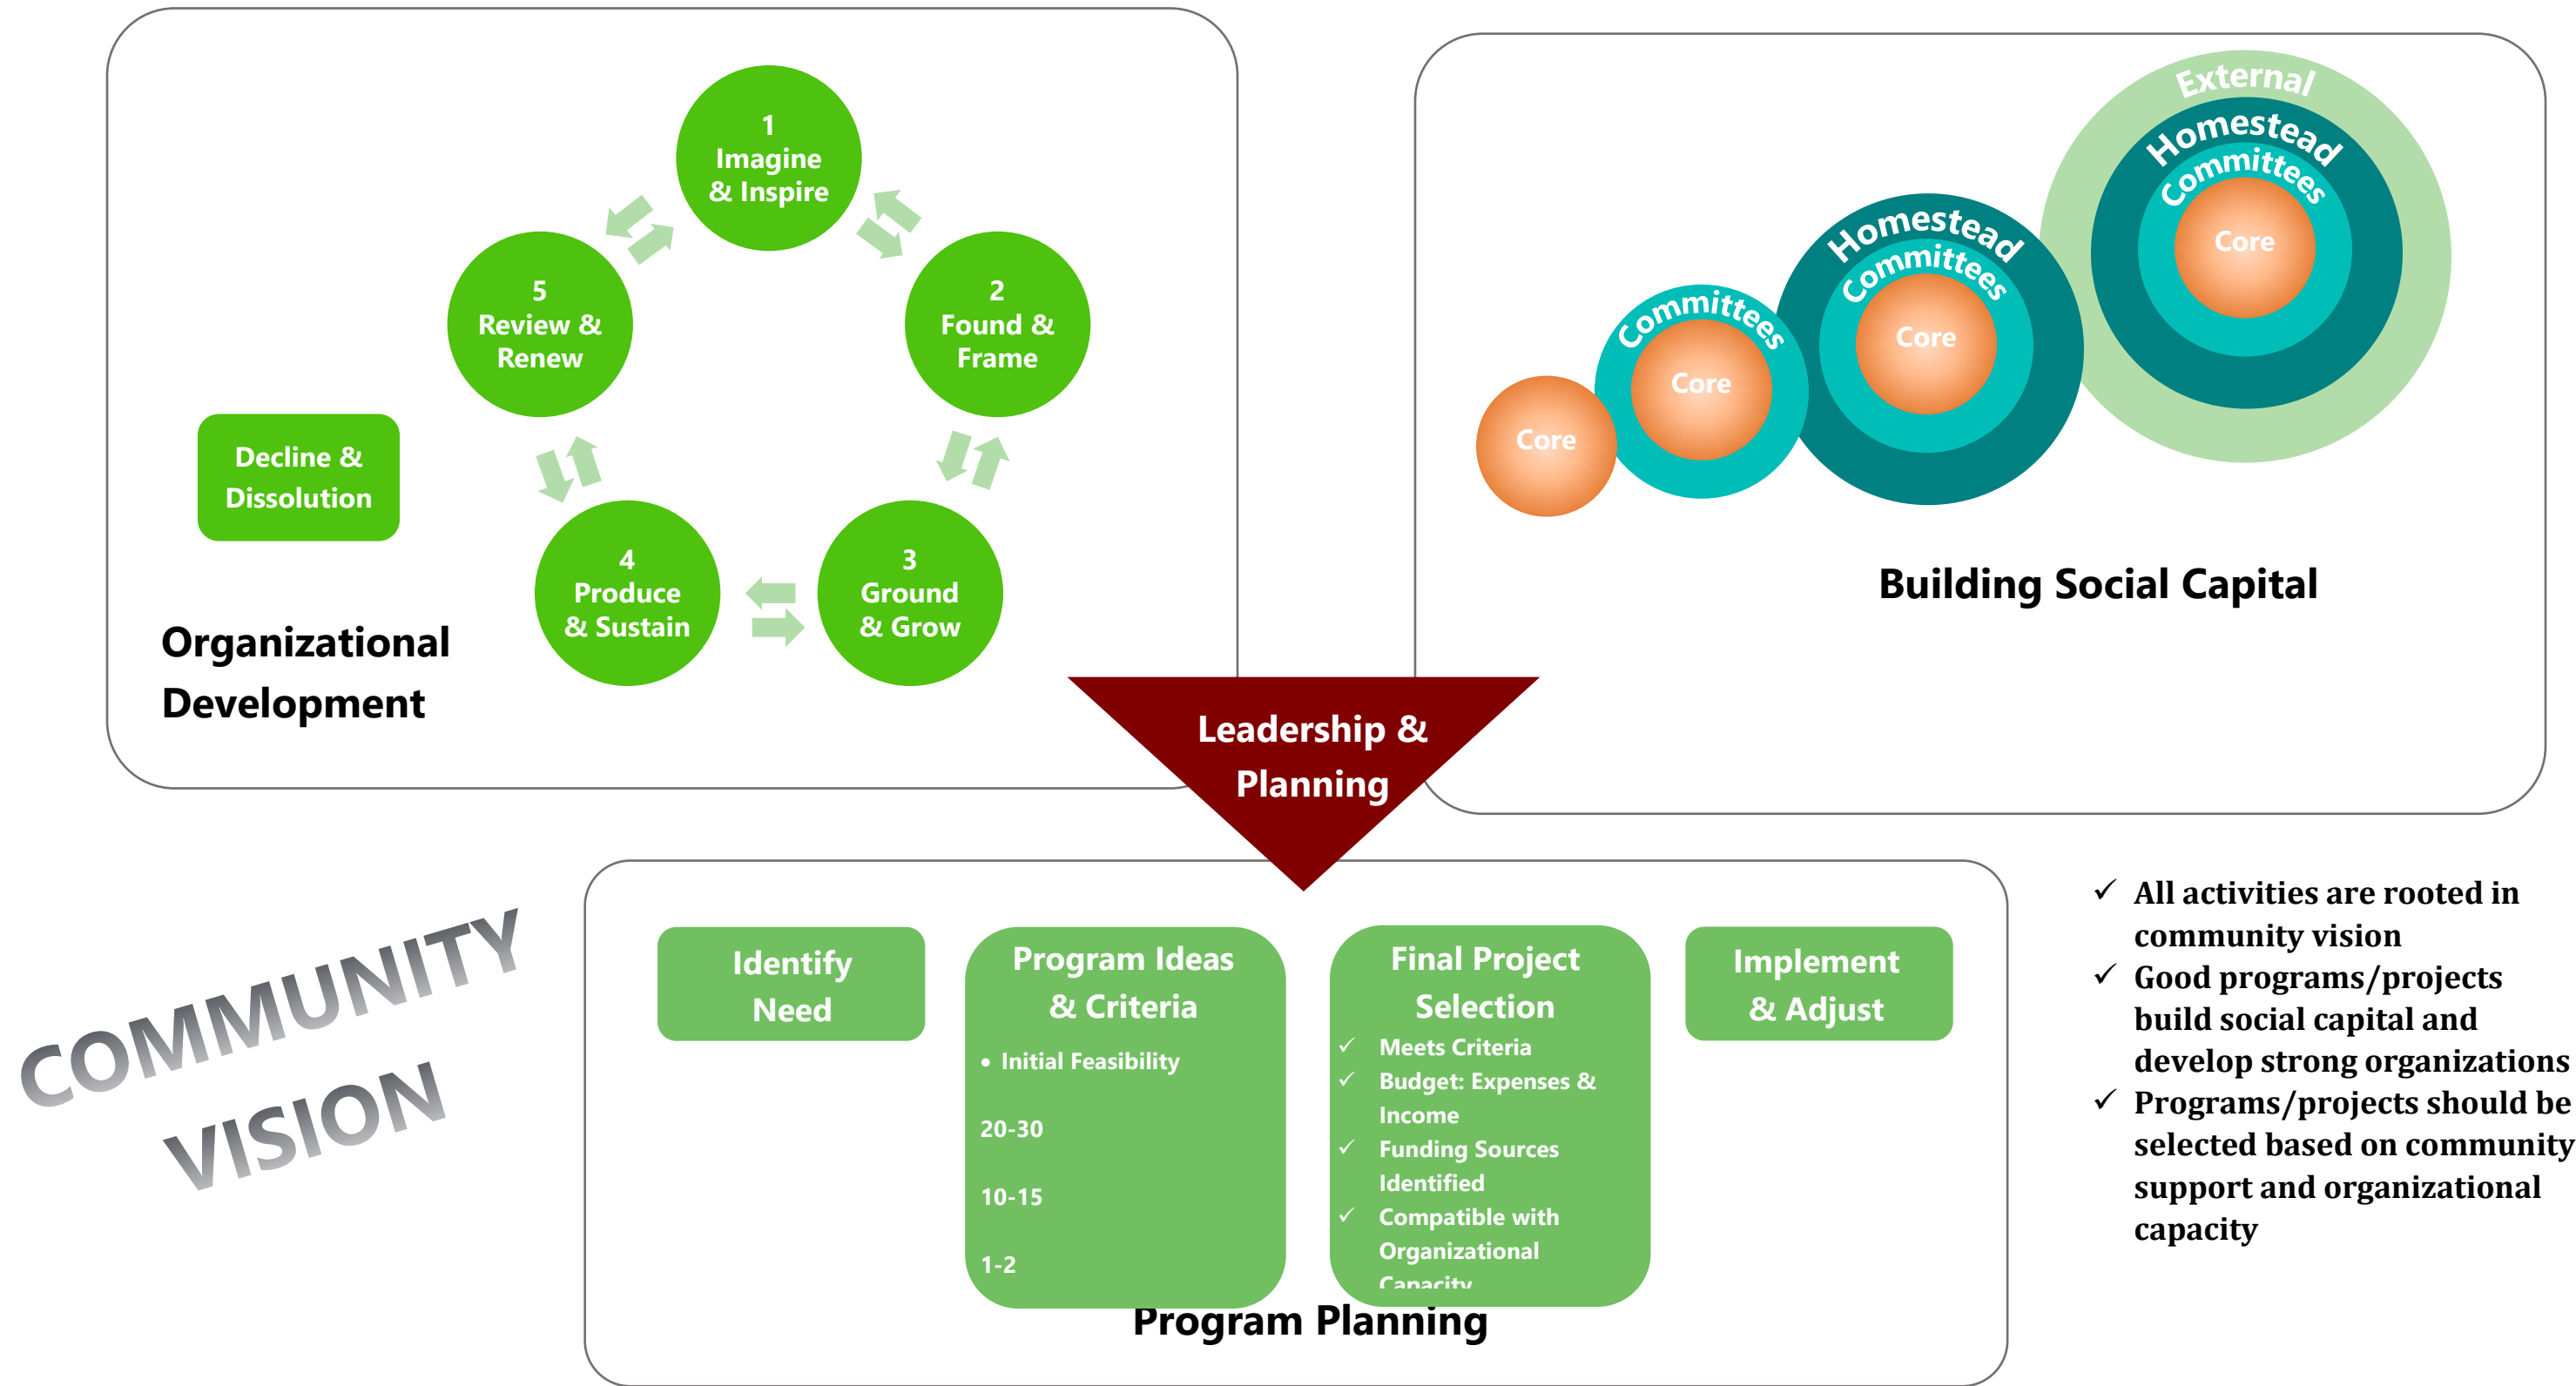 1
Imagine
& Inspire
2
Found &
Frame
3
Ground
& Grow
4
Produce
& Sustain
5
Review &
Renew
Decline &
Dissolution
Organizational
Development
External
Homestead
Committees
Core
Homestead
Committees
Core
Committees
Core
Core
Building Social Capital
Leadership &
Planning
COMMUNITY
VISION
Identify
Need
Program Ideas
& Criteria
• Initial Feasibility
20-30
10-15
1-2
Final Project
Selection
✓ Meets Criteria
✓ Budget: Expenses &
Income
✓ Funding Sources
Identified
✓ Compatible with
Organizational
Capacity
Implement
& Adjust
Program Planning
✓ All activities are rooted in
community vision
✓ Good programs/projects
build social capital and
develop strong organizations
✓ Programs/projects should be
selected based on community
support and organizational
capacity